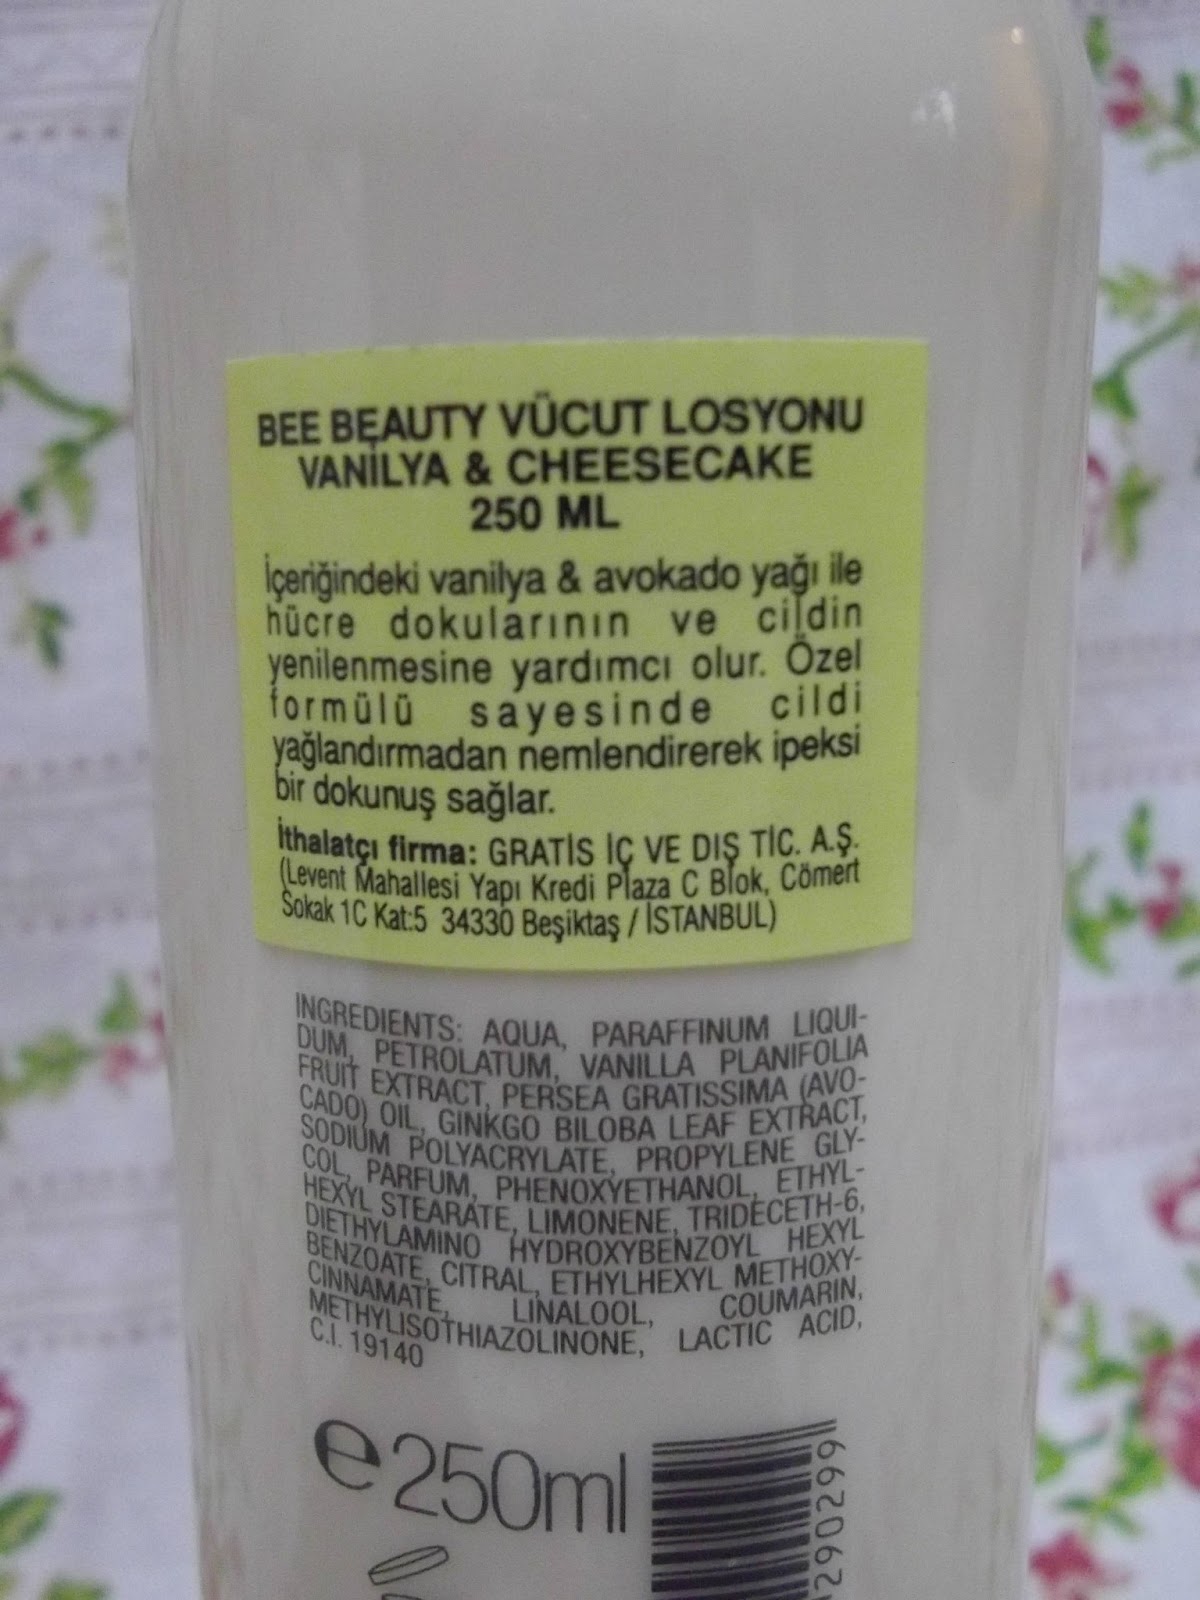 BEE BEAUTY VÜCUT LOSYONU
VANİLYA & CHEESECAKE
250 ML
İçeriğindeki vanilya & avokado yağı ile
hücre dokularının ve cildin
yenilenmesine yardımcı olur. Özel
formülü sayesinde cildi
yağlandırmadan nemlendirerek ipeksi
bir dokunuş sağlar.
İthalatçı firma: GRATİS İÇ VE DIŞ TİC. A.Ş.
(Levent Mahallesi Yapı Kredi Plaza C Blok, Cömert
Sokak 1C Kat:5 34330 Beşiktaş / İSTANBUL)
INGREDIENTS: AQUA, PARAFFINUM LIQUI-
DUM, PETROLATUM, VANILLA PLANIFOLIA
FRUIT EXTRACT, PERSEA GRATISSIMA (AVO-
CADO) OIL, GINKGO BILOBA LEAF EXTRACT,
SODIUM POLYACRYLATE, PROPYLENE GLY-
COL, PARFUM, PHENOXYETHANOL, ETHYL-
HEXYL STEARATE, LIMONENE, TRIDECETH-6,
DIETHYLAMINO HYDROXYBENZOYL HEXYL
BENZOATE, CITRAL, ETHYLHEXYL METHOXY-
CINNAMATE, LINALOOL, COUMARIN,
METHYLISOTHIAZOLINONE, LACTIC ACID,
C.I. 19140
e250ml
290299